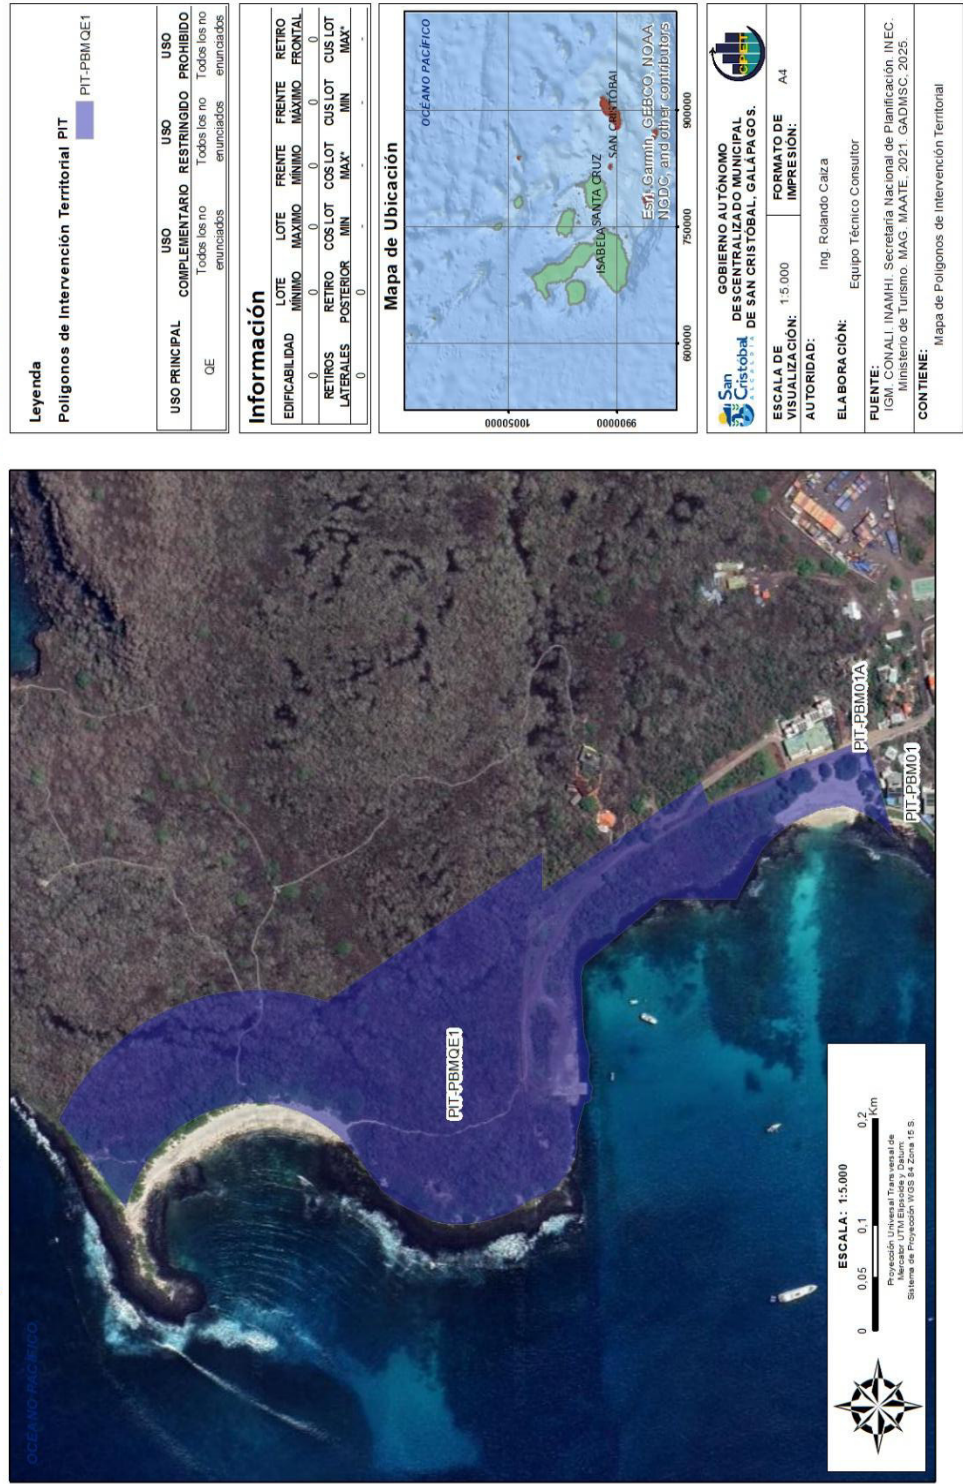 Leyenda
Poligonos de Intervención Territorial PIT
PIT-PBMQE1
USO PRINCIPAL
USO COMPLEMENTARIO
USO RESTRINGIDO
USO PROHIBIDO
QE
Todos los no enunciados
Todos los no enunciados
Todos los no enunciados
Información
EDIFICABILIDAD
LOTE MÍNIMO
LOTE MAXIMO
FRENTE MÍNIMO
FRENTE MÁXIMO
RETIRO FRONTAL
0 0 0 0 0 0
RETIROS LATERALES
RETIRO POSTERIOR
COS LOT MIN
COS LOT MAX*
CUS LOT MIN
CUS LOT MAX*
0 0 - - - -
Mapa de Ubicación
OCÉANO PACÍFICO
ISABELA
SANTA CRUZ
SAN CRISTÓBAL
Esri, Garmin, GEBCO, NOAA
NGDC, and other contributors
10050000
9900000
600000
750000
900000
San Cristóbal
ALCALDÍA
GOBIERNO AUTÓNOMO
DESCENTRALIZADO MUNICIPAL
DE SAN CRISTÓBAL, GALÁPAGOS.
CPEIT
ESCALA DE
VISUALIZACIÓN:
1:5.000
FORMATO DE
IMPRESIÓN:
A4
AUTORIDAD:
Ing. Rolando Caiza
ELABORACIÓN:
Equipo Técnico Consultor
FUENTE:
IGM. CONALI. INAMHI. Secretaría Nacional de Planificación. INEC.
Ministerio de Turismo. MAG. MAATE, 2021. GADMSC, 2025.
CONTIENE:
Mapa de Poligonos de Intervención Territorial
OCÉANO PACÍFICO
PIT-PBMQE1
PIT-PBM01A
PIT-PBM01
ESCALA: 1:5.000
0 0,05 0,1 0,2
Km
Proyección Universal Transversal de
Mercator UTM Elipsoide y Datum:
Sistema de Proyección WGS 84 Zona 15 S.